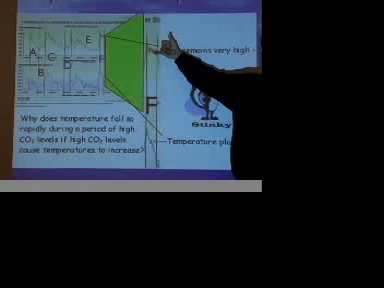 A
B
C
D
E
F
F
remains very high -
Stinky
Why does temperature fall so
rapidly during a period of high
CO₂ levels if high CO₂ levels
cause temperatures to increase?
Temperature plu